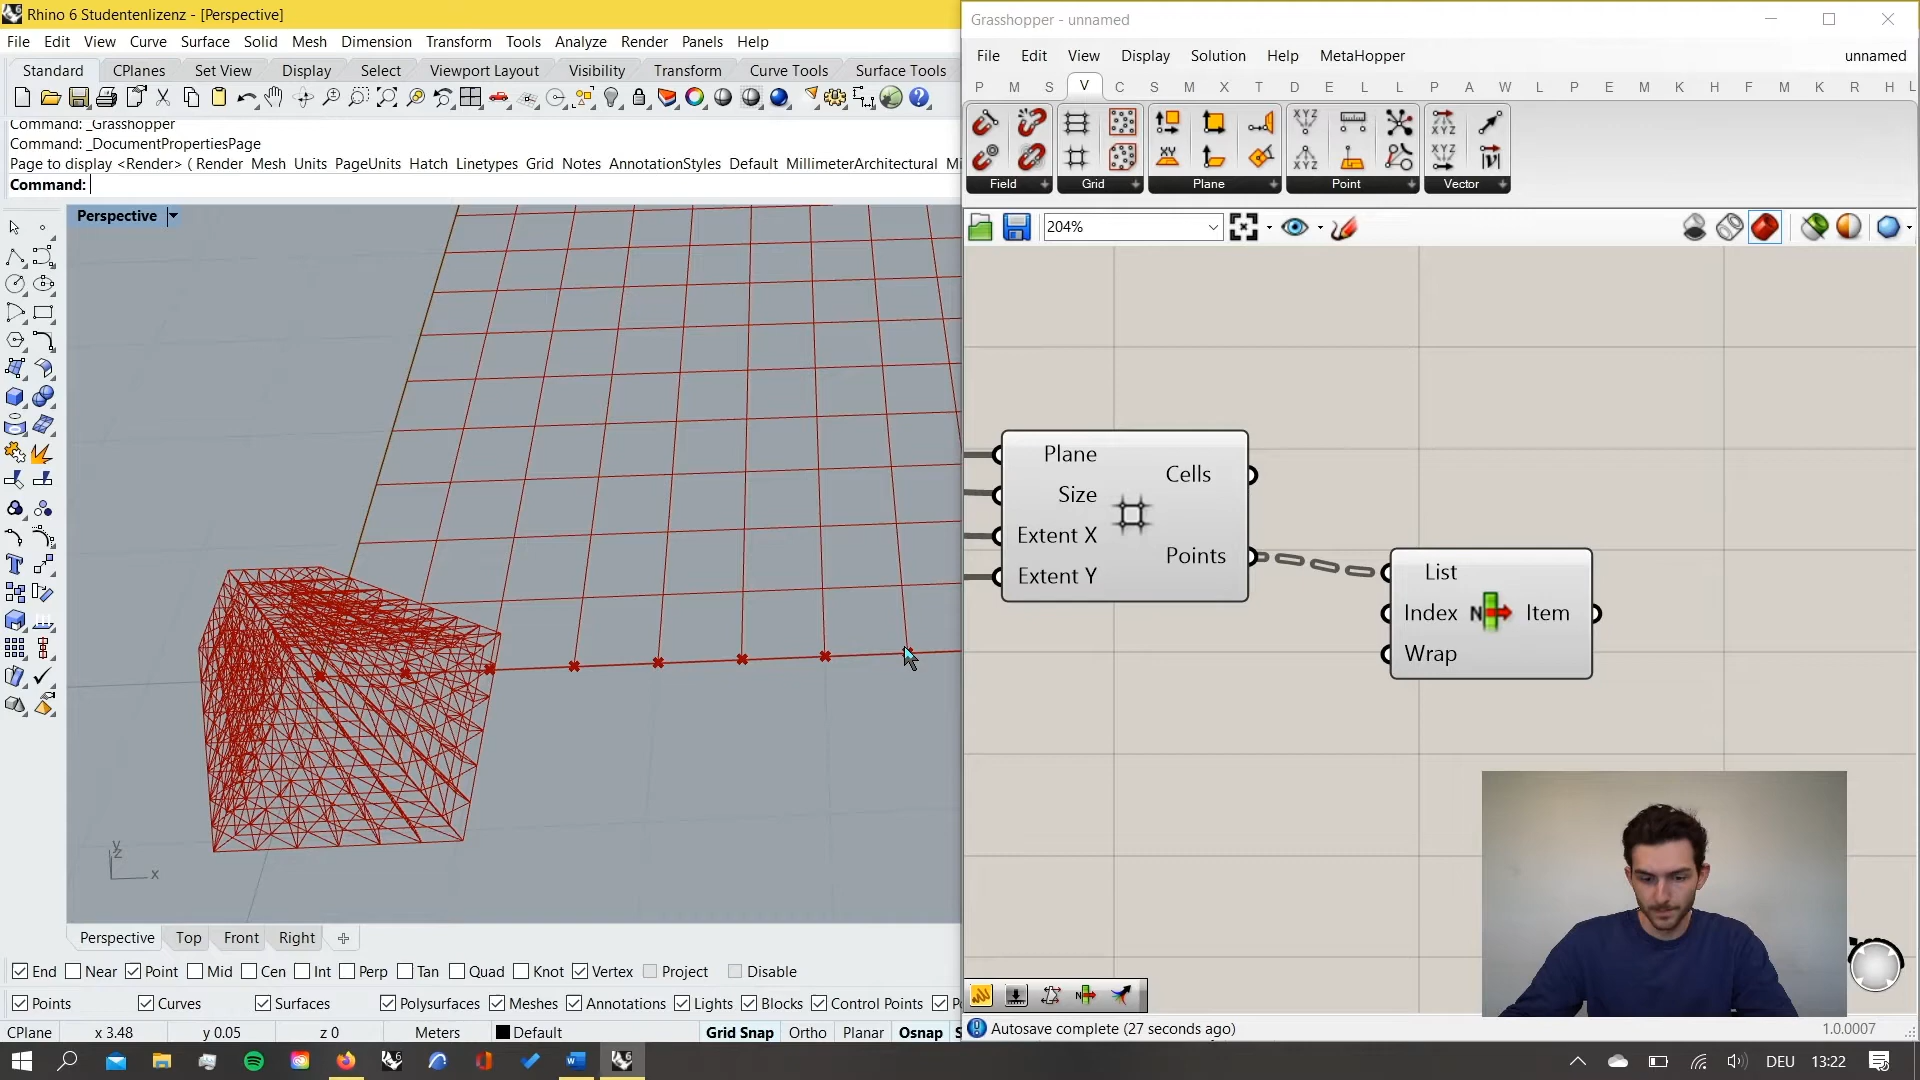 Rhino 6 Studentenlizenz - [Perspective]
File Edit View Curve Surface Solid Mesh Dimension Transform Tools Analyze Render Panels Help
Standard CPlanes Set View Display Select Viewport Layout Visibility Transform Curve Tools Surface Tools
Command: _Grasshopper
Command: _DocumentPropertiesPage
Page to display <Render> ( Render Mesh Units PageUnits Hatch Linetypes Grid Notes AnnotationStyles Default MillimeterArchitectural Mi
Command:
Perspective
z
y
x
Perspective Top Front Right
End Near Point Mid Cen Int Perp Tan Quad Knot Vertex Project Disable
Points Curves Surfaces Polysurfaces Meshes Annotations Lights Blocks Control Points P
CPlane x 3.48 y 0.05 z 0 Meters Default Grid Snap Ortho Planar Osnap S
Grasshopper - unnamed
File Edit View Display Solution Help MetaHopper unnamed
P M S V C S M X T D E L L P A W L P E M K H F M K R H L
XYZ XYZ
XY XYZ XYZ
Field Grid Plane Point Vector
204%
Plane
Size
Extent X
Extent Y
Cells
Points
List
Index
Wrap
N
Item
Autosave complete (27 seconds ago) 1.0.0007
DEU 13:22